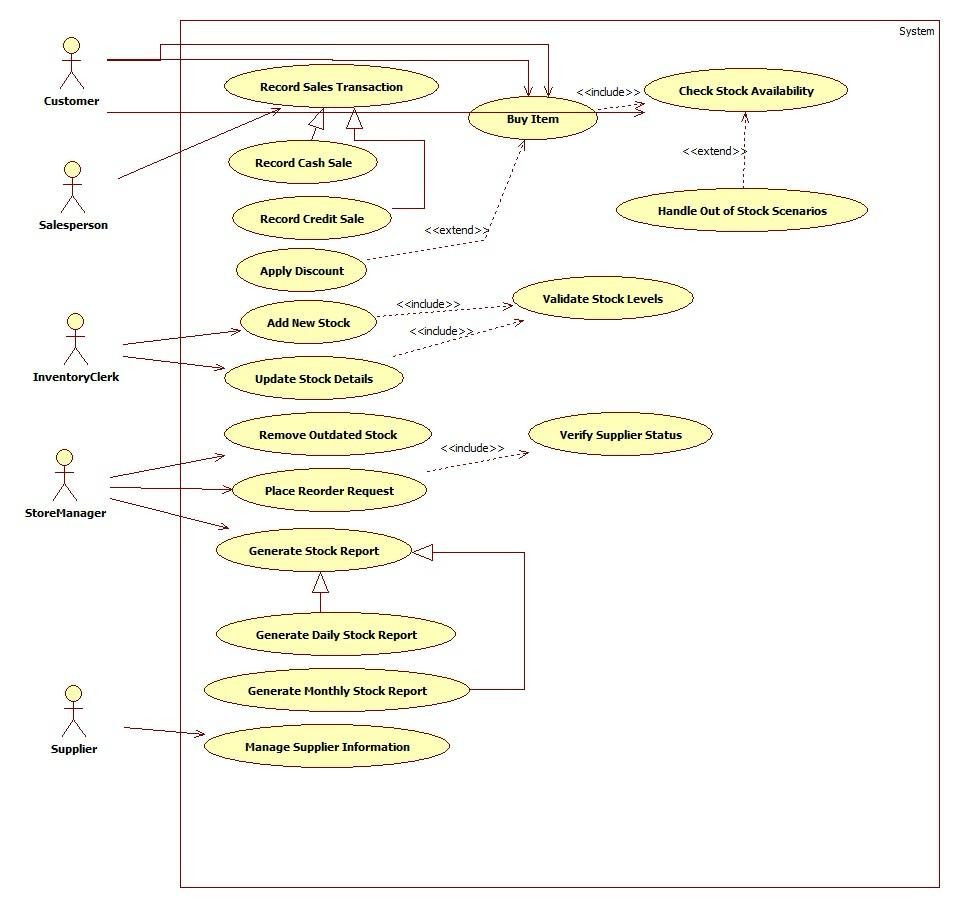 System
Customer
Record Sales Transaction
<<include>>
Check Stock Availability
Buy Item
Record Cash Sale
<<extend>>
Salesperson
Record Credit Sale
Handle Out of Stock Scenarios
<<extend>>
Apply Discount
Validate Stock Levels
<<include>>
Add New Stock
<<include>>
InventoryClerk
Update Stock Details
Remove Outdated Stock
Verify Supplier Status
<<include>>
Place Reorder Request
StoreManager
Generate Stock Report
Generate Daily Stock Report
Generate Monthly Stock Report
Supplier
Manage Supplier Information